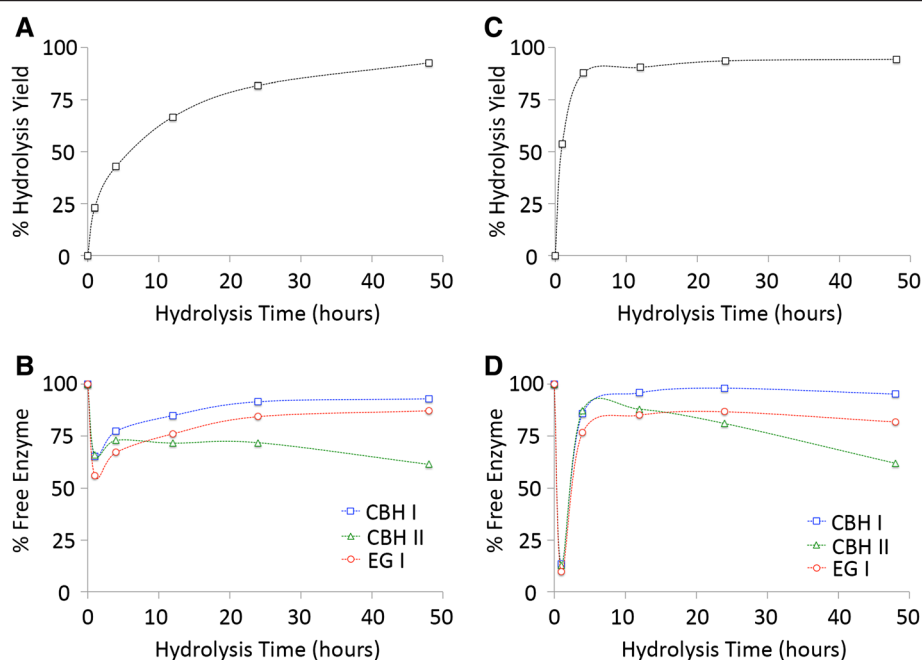 A
% Hydrolysis Yield
100
75
50
25
0
0 10 20 30 40 50
Hydrolysis Time (hours)
C
% Hydrolysis Yield
100
75
50
25
0
0 10 20 30 40 50
Hydrolysis Time (hours)
B
% Free Enzyme
100
75
50
25
0
CBH I
CBH II
EG I
0 10 20 30 40 50
Hydrolysis Time (hours)
D
% Free Enzyme
100
75
50
25
0
CBH I
CBH II
EG I
0 10 20 30 40 50
Hydrolysis Time (hours)